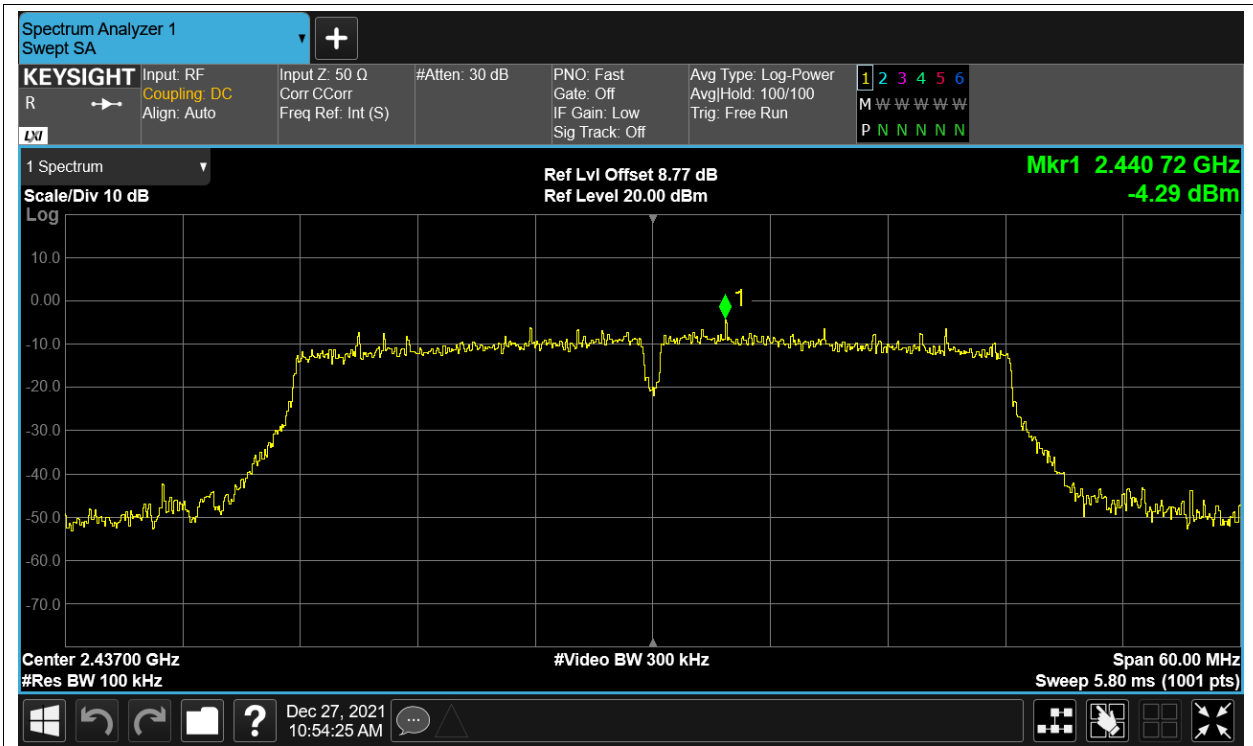 Spectrum Analyzer 1
Swept SA
KEYSIGHT
R
LXI
Input: RF
Coupling: DC
Align: Auto
Input Z: 50 Ω
Corr CCorr
Freq Ref: Int (S)
#Atten: 30 dB
PNO: Fast
Gate: Off
IF Gain: Low
Sig Track: Off
Avg Type: Log-Power
Avg|Hold: 100/100
Trig: Free Run
1 2 3 4 5 6
M W W W W W
P N N N N N
1 Spectrum
Scale/Div 10 dB
Log
Ref Lvl Offset 8.77 dB
Ref Level 20.00 dBm
Mkr1 2.440 72 GHz
-4.29 dBm
10.0
0.00
-10.0
-20.0
-30.0
-40.0
-50.0
-60.0
-70.0
1
Center 2.43700 GHz
#Res BW 100 kHz
#Video BW 300 kHz
Span 60.00 MHz
Sweep 5.80 ms (1001 pts)
?
Dec 27, 2021
10:54:25 AM